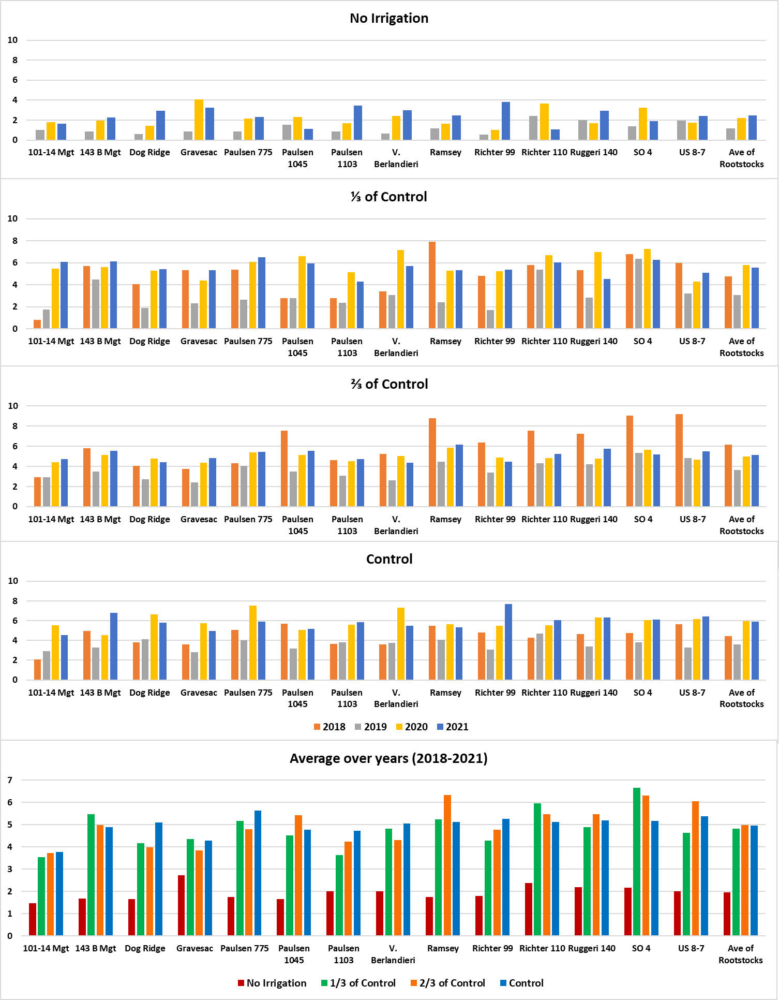 No Irrigation
10
8
6
4
2
0
101-14 Mgt 143 B Mgt Dog Ridge Gravesac Paulsen 775 Paulsen Paulsen V. Ramsey Richter 99 Richter 110 Ruggeri 140 SO 4 US 8-7 Ave of
1045 1103 Berlandieri Rootstocks
⅓ of Control
10
8
6
4
2
0
101-14 Mgt 143 B Mgt Dog Ridge Gravesac Paulsen 775 Paulsen Paulsen V. Ramsey Richter 99 Richter 110 Ruggeri 140 SO 4 US 8-7 Ave of
1045 1103 Berlandieri Rootstocks
⅔ of Control
10
8
6
4
2
0
101-14 Mgt 143 B Mgt Dog Ridge Gravesac Paulsen 775 Paulsen Paulsen V. Ramsey Richter 99 Richter 110 Ruggeri 140 SO 4 US 8-7 Ave of
1045 1103 Berlandieri Rootstocks
Control
10
8
6
4
2
0
101-14 Mgt 143 B Mgt Dog Ridge Gravesac Paulsen 775 Paulsen Paulsen V. Ramsey Richter 99 Richter 110 Ruggeri 140 SO 4 US 8-7 Ave of
1045 1103 Berlandieri Rootstocks
2018 2019 2020 2021
Average over years (2018-2021)
7
6
5
4
3
2
1
0
101-14 Mgt 143 B Mgt Dog Ridge Gravesac Paulsen 775 Paulsen Paulsen V. Ramsey Richter 99 Richter 110 Ruggeri 140 SO 4 US 8-7 Ave of
1045 1103 Berlandieri Rootstocks
No Irrigation 1/3 of Control 2/3 of Control Control